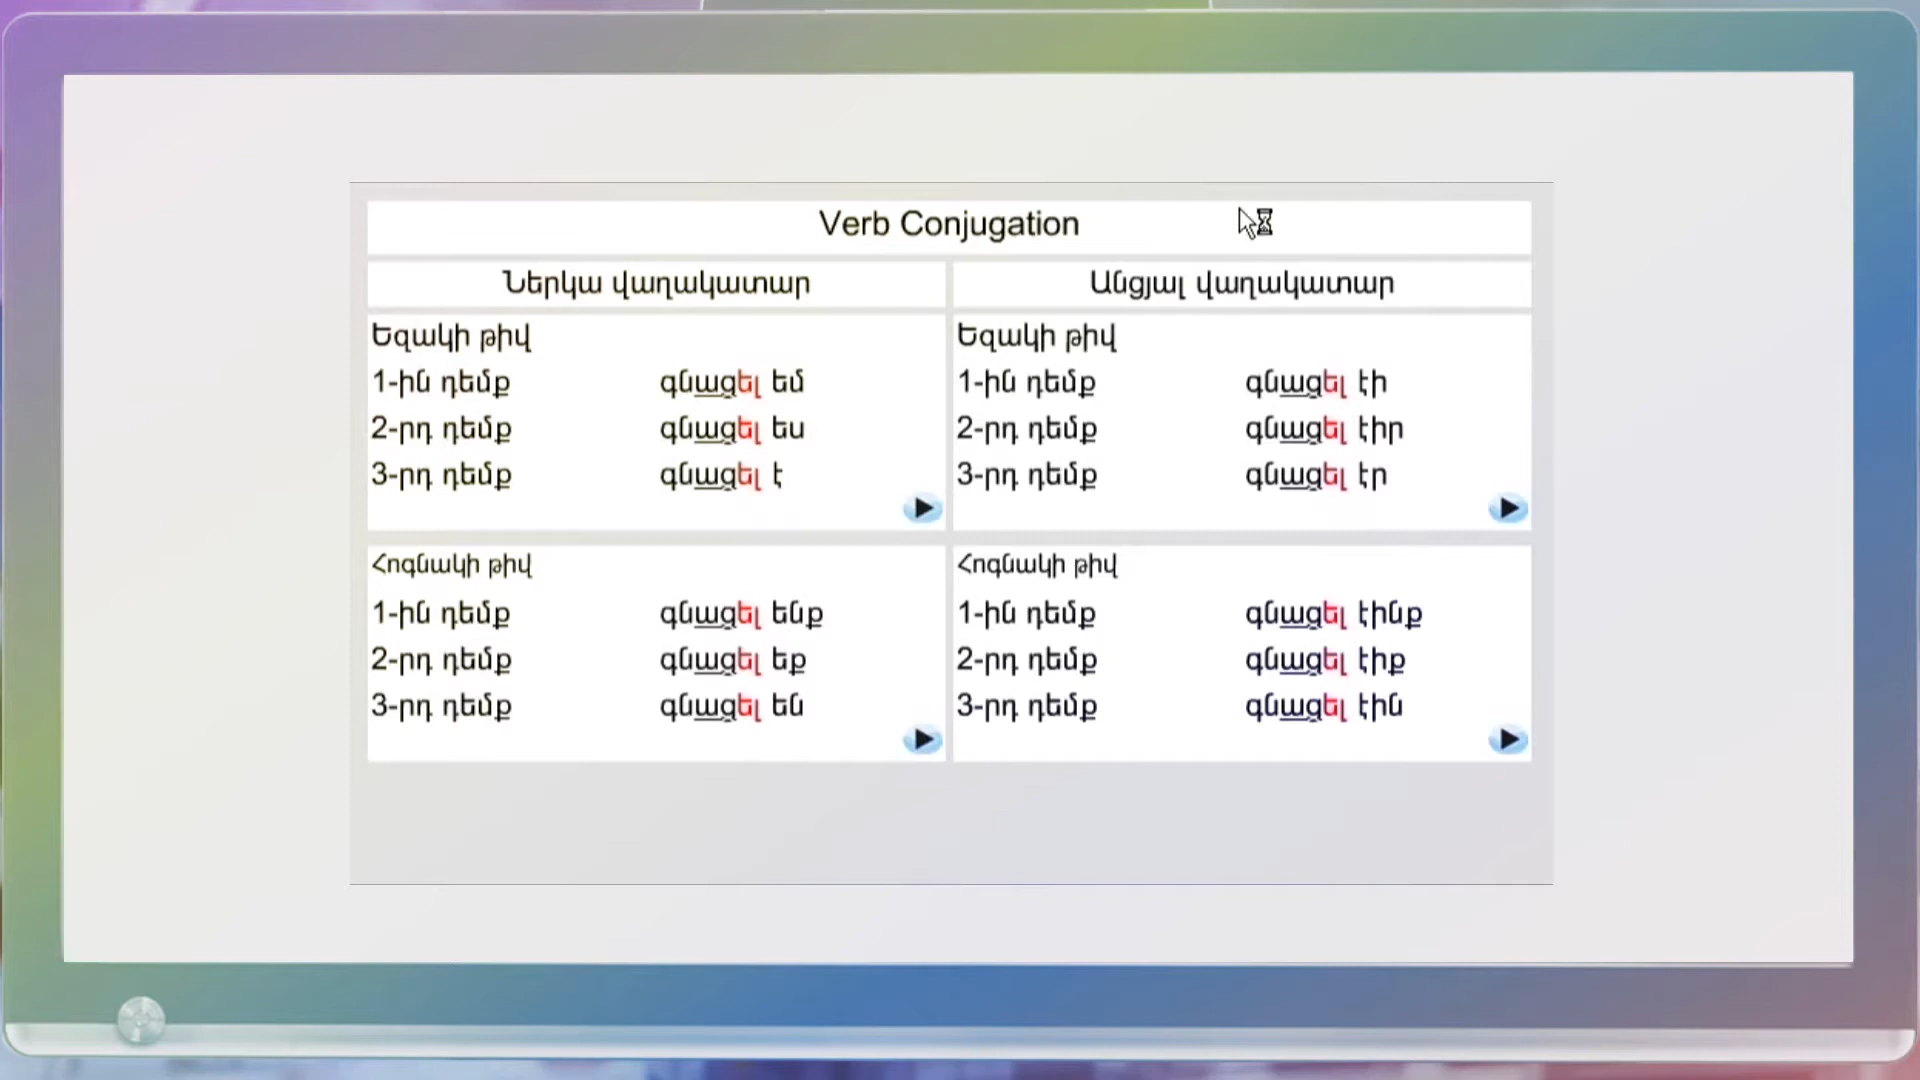 Verb Conjugation
Ներկա վաղակատար
Եզակի թիվ
1-ին դեմք գնացել եմ
2-րդ դեմք գնացել ես
3-րդ դեմք գնացել է
Հոգնակի թիվ
1-ին դեմք գնացել ենք
2-րդ դեմք գնացել եք
3-րդ դեմք գնացել են
Անցյալ վաղակատար
Եզակի թիվ
1-ին դեմք գնացել էի
2-րդ դեմք գնացել էիր
3-րդ դեմք գնացել էր
Հոգնակի թիվ
1-ին դեմք գնացել էինք
2-րդ դեմք գնացել էիք
3-րդ դեմք գնացել էին